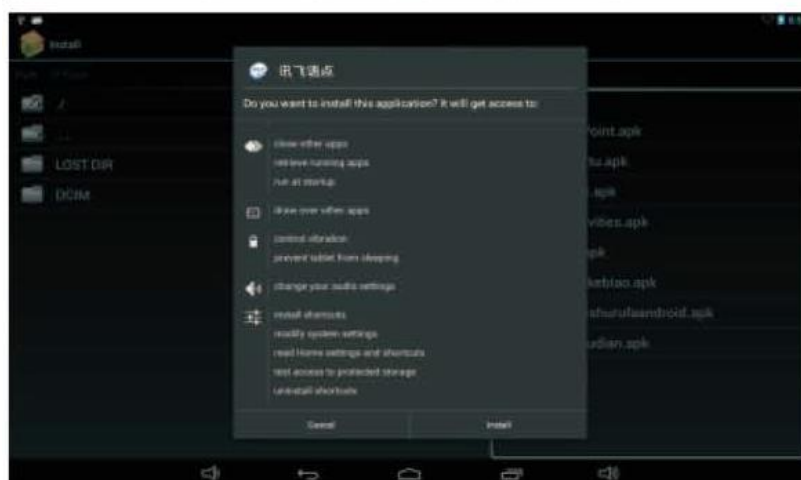 Install
/
..
LOST.DIR
DCIM
讯飞语点
Do you want to install this application? It will get access to:
close other apps
retrieve running apps
run at startup
draw over other apps
control vibration
prevent tablet from sleeping
change your audio settings
install shortcuts
modify system settings
read Home settings and shortcuts
test access to protected storage
uninstall shortcuts
Cancel
Install
oint.apk
tu.apk
.apk
vities.apk
pk
kebiao.apk
shurufaandroid.apk
udian.apk